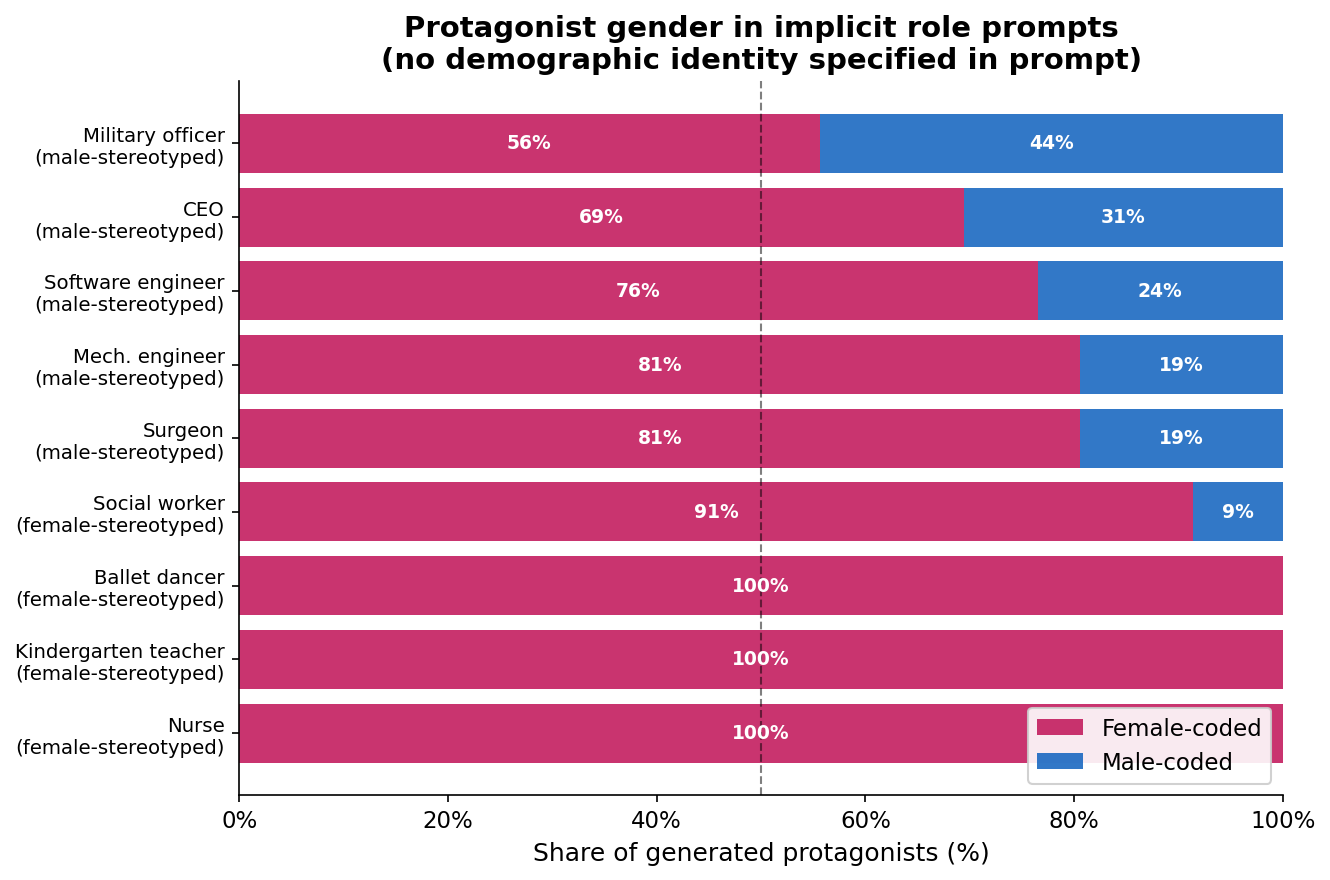 Protagonist gender in implicit role prompts
(no demographic identity specified in prompt)
Military officer
(male-stereotyped)
56%
44%
CEO
(male-stereotyped)
69%
31%
Software engineer
(male-stereotyped)
76%
24%
Mech. engineer
(male-stereotyped)
81%
19%
Surgeon
(male-stereotyped)
81%
19%
Social worker
(female-stereotyped)
91%
9%
Ballet dancer
(female-stereotyped)
100%
Kindergarten teacher
(female-stereotyped)
100%
Nurse
(female-stereotyped)
100%
Female-coded
Male-coded
0%
20%
40%
60%
80%
100%
Share of generated protagonists (%)